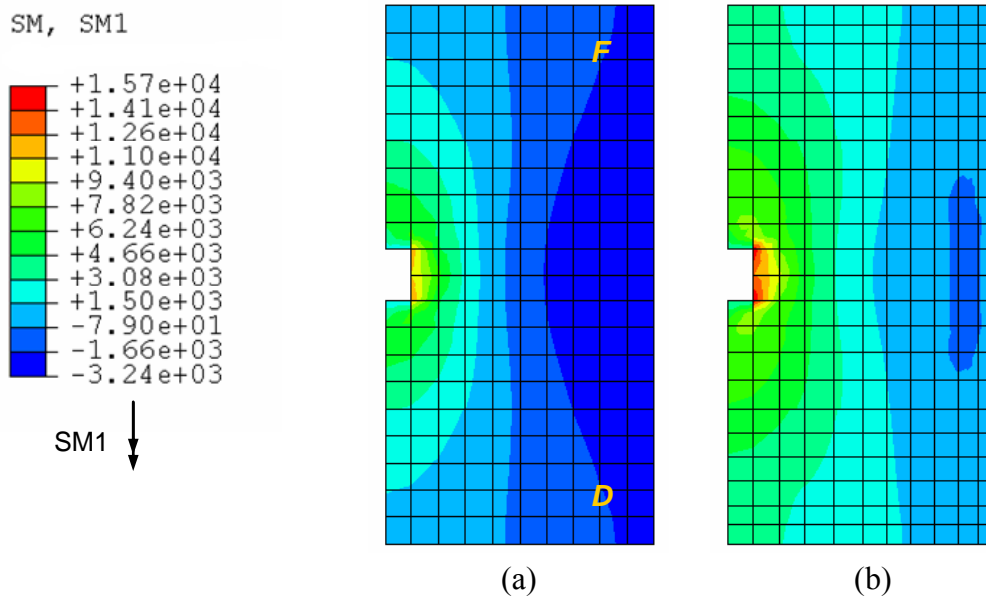 SM, SM1
+1.57e+04
+1.41e+04
+1.26e+04
+1.10e+04
+9.40e+03
+7.82e+03
+6.24e+03
+4.66e+03
+3.08e+03
+1.50e+03
-7.90e+01
-1.66e+03
-3.24e+03
SM1
F
D
(a)
(b)